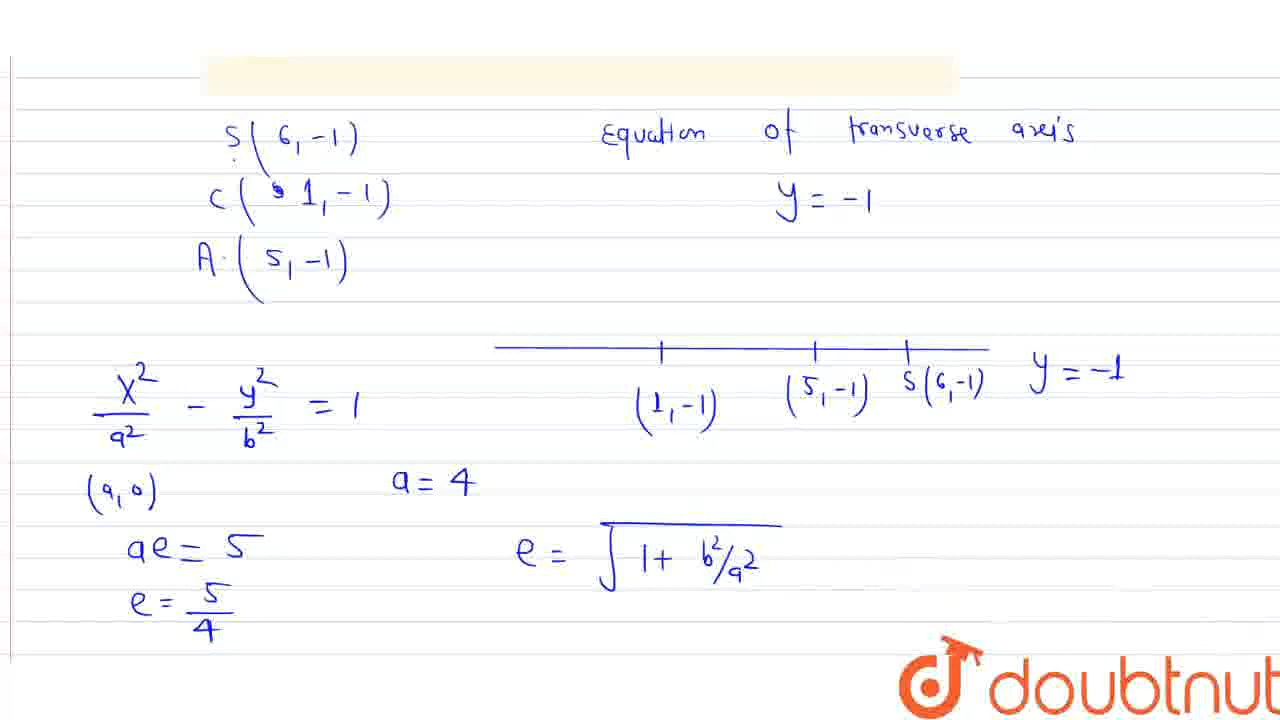 S(6, -1)
Equation of transverse axis
C(1, -1)
y = -1
A.(5, -1)
x²/a² - y²/b² = 1
(1, -1) (5, -1) S(6, -1) y = -1
(a, 0)
a = 4
ae = 5
e = √(1 + b²/a²)
e = 5/4
doubtnut